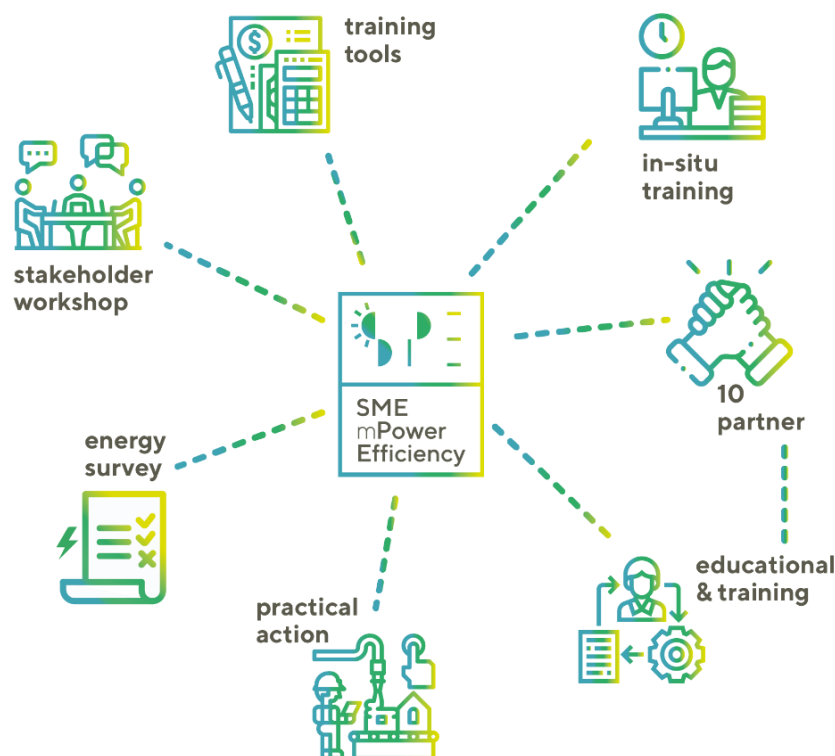 training
tools
in-situ
training
stakeholder
workshop
10
partner
SME
mPower
Efficiency
energy
survey
educational
& training
practical
action